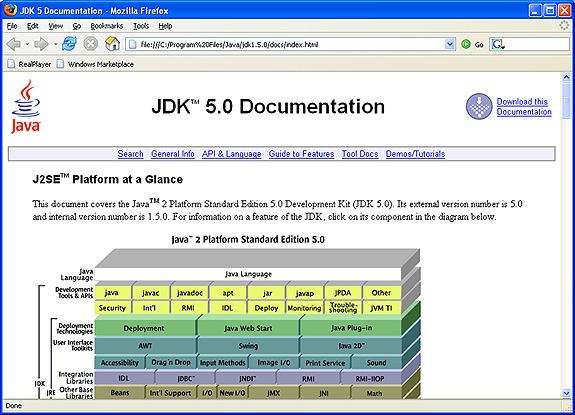 JDK 5 Documentation - Mozilla Firefox
File Edit View Go Bookmarks Tools Help
file:///C:/Program%20Files/Java/jdk1.5.0/docs/index.html Go G
RealPlayer Windows Marketplace
Java™
JDK™ 5.0 Documentation
Download this
Documentation
Search General Info API & Language Guide to Features Tool Docs Demos/Tutorials
J2SE™ Platform at a Glance
This document covers the Java™ 2 Platform Standard Edition 5.0 Development Kit (JDK 5.0). Its external version number is 5.0
and internal version number is 1.5.0. For information on a feature of the JDK, click on its component in the diagram below.
Java™ 2 Platform Standard Edition 5.0
Java
Language
Java Language
Development
Tools & APIs
java javac javadoc apt jar javap JPDA Other
Security Int'l RMI IDL Deploy Monitoring Trouble-
shooting JVM TI
Deployment
Technologies
Deployment Java Web Start Java Plug-in
User Interface
Toolkits
AWT Swing Java 2D™
Accessibility Drag n Drop Input Methods Image I/O Print Service Sound
Integration
Libraries
IDL JDBC™ JNDI™ RMI RMI-IIOP
JDK
JRE
Other Base
Libraries
Beans Int'l Support I/O New I/O JMX JNI Math
Done